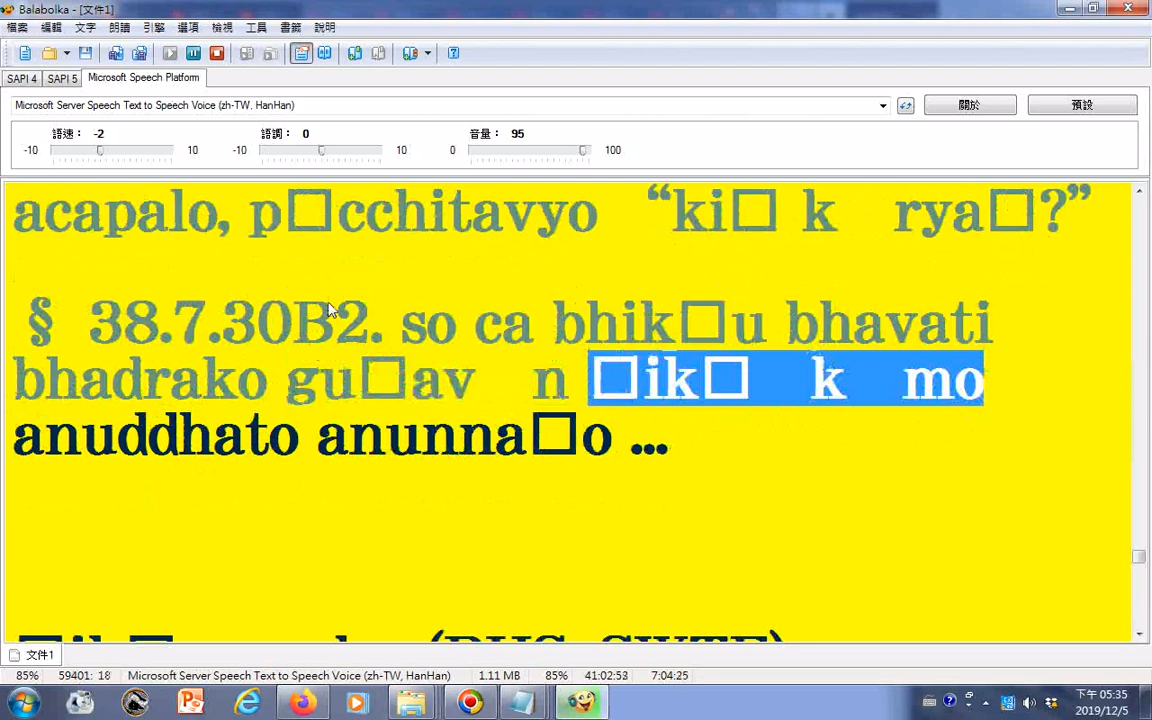 Balabolka - [文件1]
檔案 編輯 文字 朗讀 引擎 選項 檢視 工具 書籤 說明
SAPI 4 SAPI 5 Microsoft Speech Platform
Microsoft Server Speech Text to Speech Voice (zh-TW, HanHan) 關於 預設
語速： -2 語調： 0 音量： 95
-10 10 -10 10 0 100
acapalo, p□cchitavyo “ki□ k rya□?”
§ 38.7.30B2. so ca bhik□u bhavati
bhadrako gu□av n □ik□ k mo
anuddhato anunna□o ...
文件1
85% 59401: 18 Microsoft Server Speech Text to Speech Voice (zh-TW, HanHan) 1.11 MB 85% 41:02:53 7:04:25
下午 05:35
2019/12/5